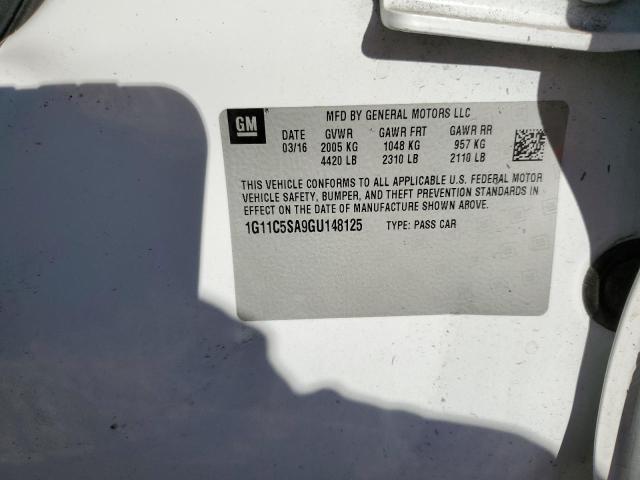 GM
MFD BY GENERAL MOTORS LLC
DATE GVWR GAWR FRT GAWR RR
03/16 2005 KG 1048 KG 957 KG
4420 LB 2310 LB 2110 LB
THIS VEHICLE CONFORMS TO ALL APPLICABLE U.S. FEDERAL MOTOR
VEHICLE SAFETY, BUMPER, AND THEFT PREVENTION STANDARDS IN
EFFECT ON THE DATE OF MANUFACTURE SHOWN ABOVE.
1G11C5SA9GU148125 TYPE: PASS CAR